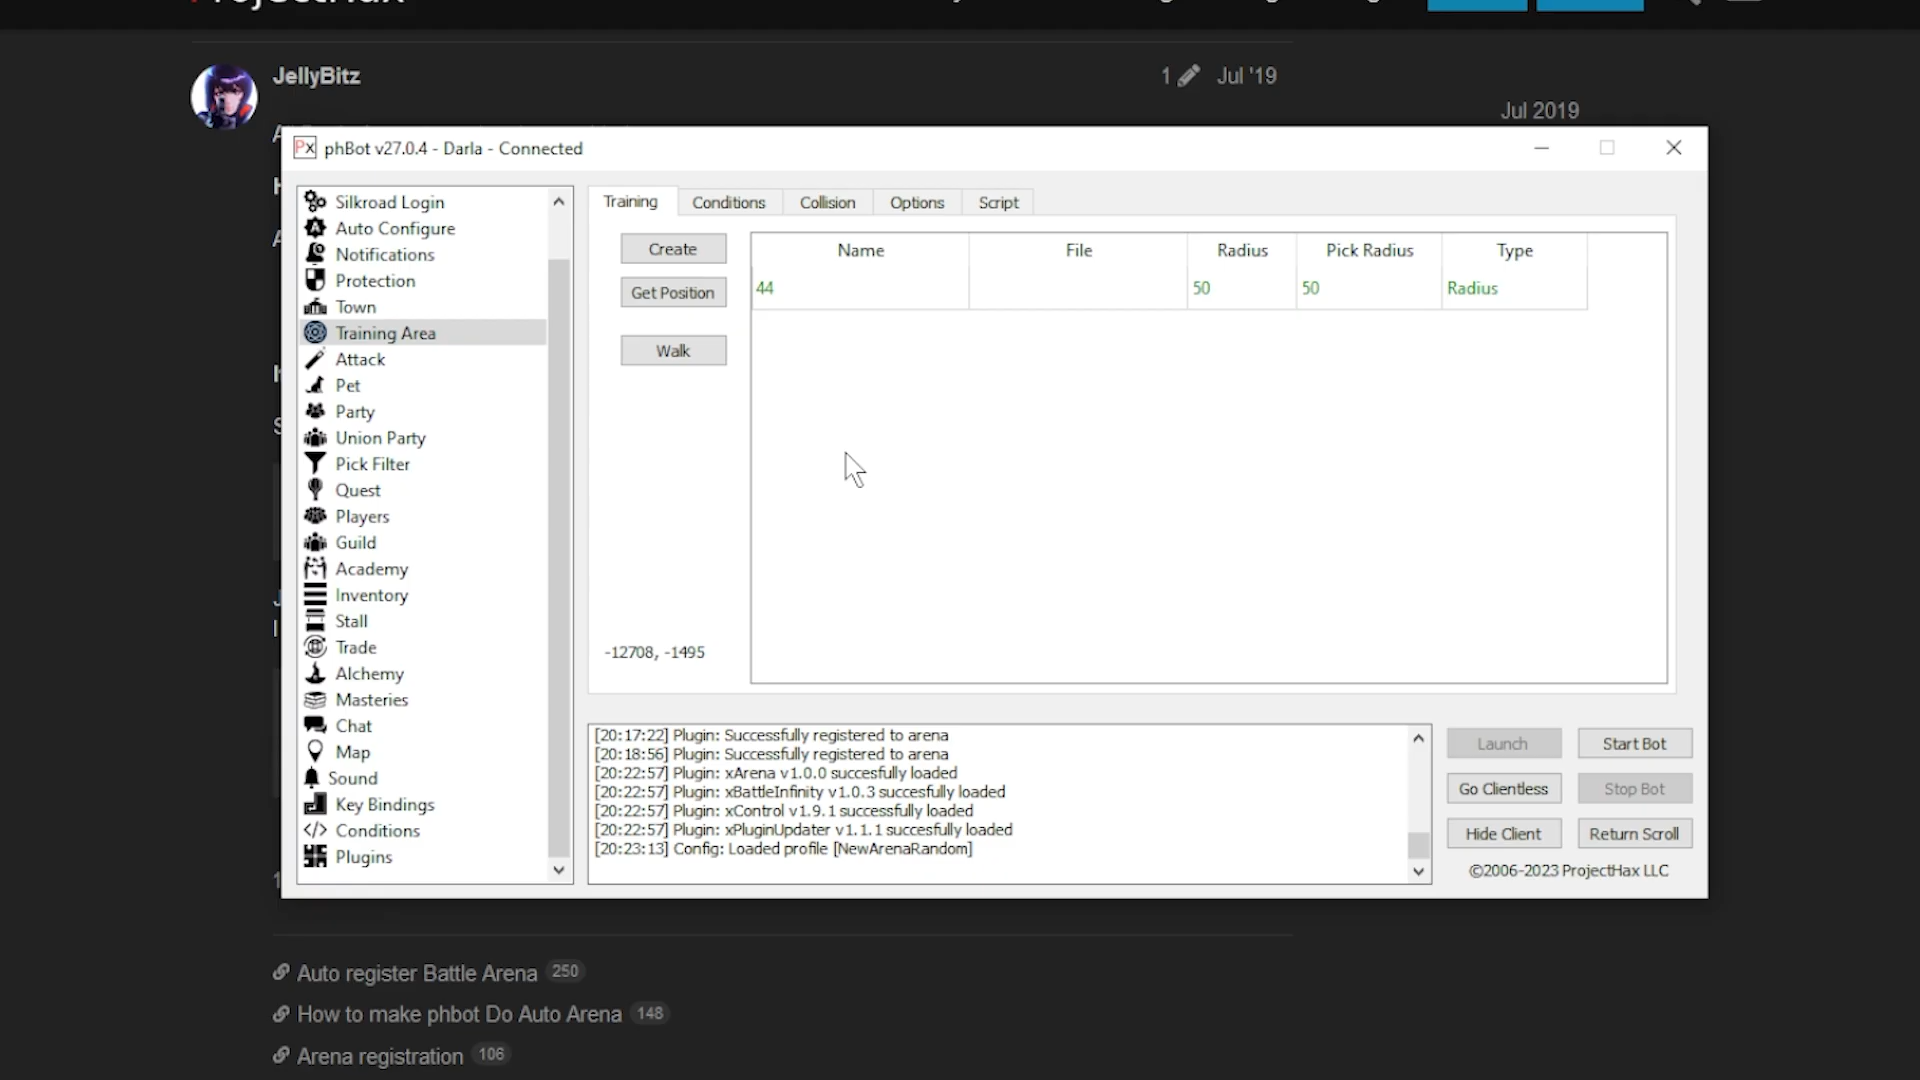 JellyBitz
1 Jul '19
Jul 2019
Px phBot v27.0.4 - Darla - Connected
Silkroad Login
Auto Configure
Notifications
Protection
Town
Training Area
Attack
Pet
Party
Union Party
Pick Filter
Quest
Players
Guild
Academy
Inventory
Stall
Trade
Alchemy
Masteries
Chat
Map
Sound
Key Bindings
Conditions
Plugins
Training Conditions Collision Options Script
Create
Get Position
Walk
-12708, -1495
Name File Radius Pick Radius Type
44 50 50 Radius
[20:17:22] Plugin: Successfully registered to arena
[20:18:56] Plugin: Successfully registered to arena
[20:22:57] Plugin: xArena v1.0.0 succesfully loaded
[20:22:57] Plugin: xBattleInfinity v1.0.3 succesfully loaded
[20:22:57] Plugin: xControl v1.9.1 successfully loaded
[20:22:57] Plugin: xPluginUpdater v1.1.1 succesfully loaded
[20:23:13] Config: Loaded profile [NewArenaRandom]
Launch Start Bot
Go Clientless Stop Bot
Hide Client Return Scroll
©2006-2023 ProjectHax LLC
Auto register Battle Arena 250
How to make phbot Do Auto Arena 148
Arena registration 106